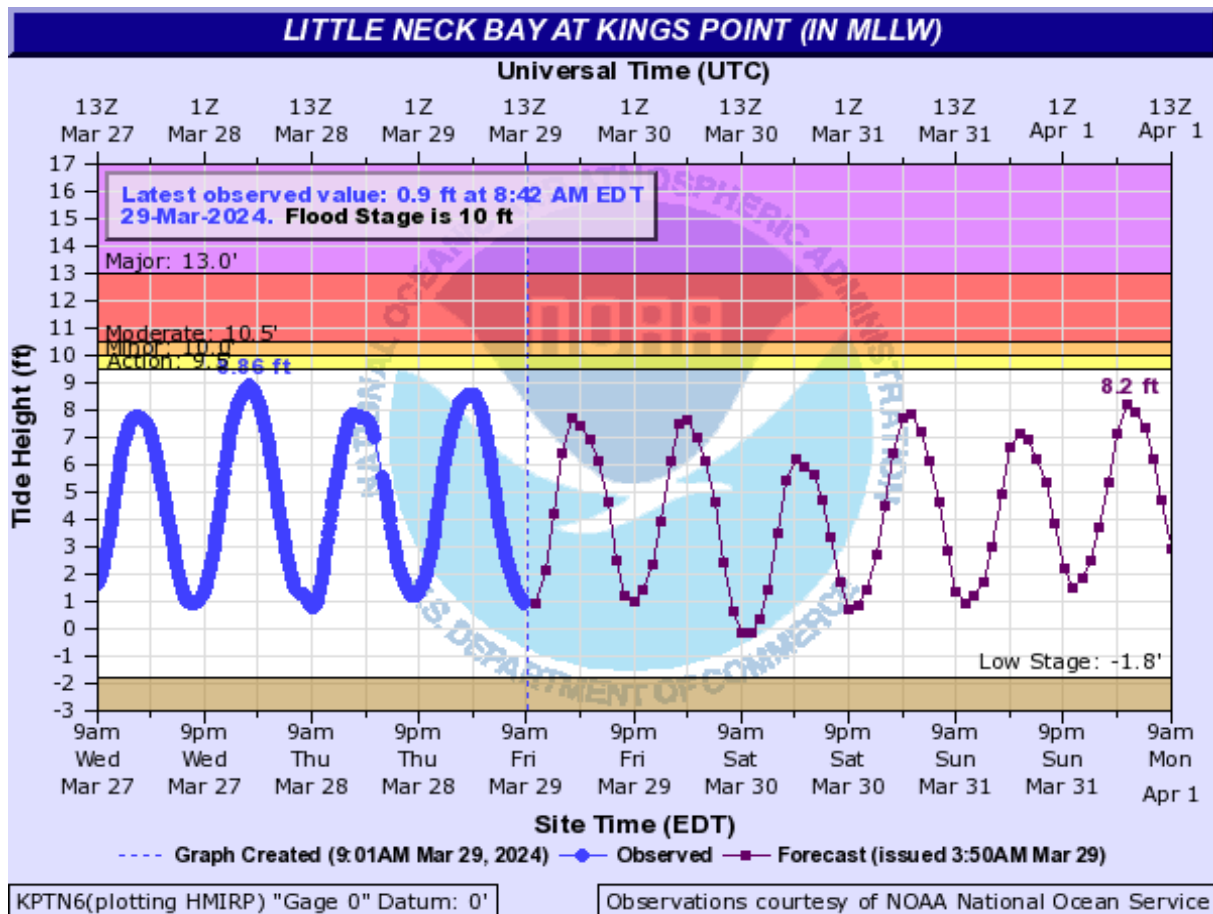 LITTLE NECK BAY AT KINGS POINT (IN MLLW)
Universal Time (UTC)
13Z 1Z 13Z 1Z 13Z 1Z 13Z 1Z 13Z 1Z 13Z
Mar 27 Mar 28 Mar 28 Mar 29 Mar 29 Mar 30 Mar 30 Mar 31 Mar 31 Apr 1 Apr 1
Latest observed value: 0.9 ft at 8:42 AM EDT
29-Mar-2024. Flood Stage is 10 ft
Tide Height (ft)
17
16
15
14
13
12
11
10
9
8
7
6
5
4
3
2
1
0
-1
-2
-3
Major: 13.0'
Moderate: 10.5'
Minor: 10.0'
Action: 9.5'
8.86 ft
8.2 ft
Low Stage: -1.8'
NATIONAL OCEANIC AND ATMOSPHERIC ADMINISTRATION
NOAA
U.S. DEPARTMENT OF COMMERCE
9am 9pm 9am 9pm 9am 9pm 9am 9pm 9am 9pm 9am
Wed Wed Thu Thu Fri Fri Sat Sat Sun Sun Mon
Mar 27 Mar 27 Mar 28 Mar 28 Mar 29 Mar 29 Mar 30 Mar 30 Mar 31 Mar 31 Apr 1
Site Time (EDT)
Graph Created (9:01AM Mar 29, 2024) Observed Forecast (issued 3:50AM Mar 29)
KPTN6(plotting HMIRP) "Gage 0" Datum: 0'
Observations courtesy of NOAA National Ocean Service